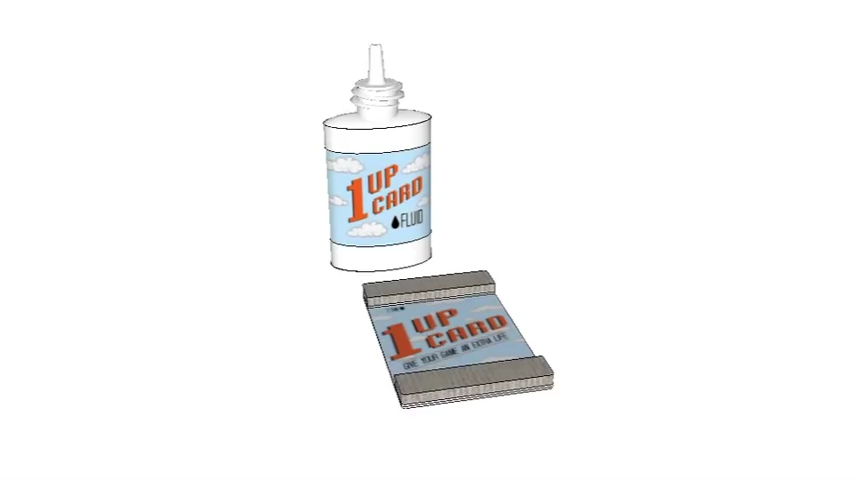 1 UP
CARD
FLUID
1 UP
CARD
GIVE YOUR GAME AN EXTRA LIFE